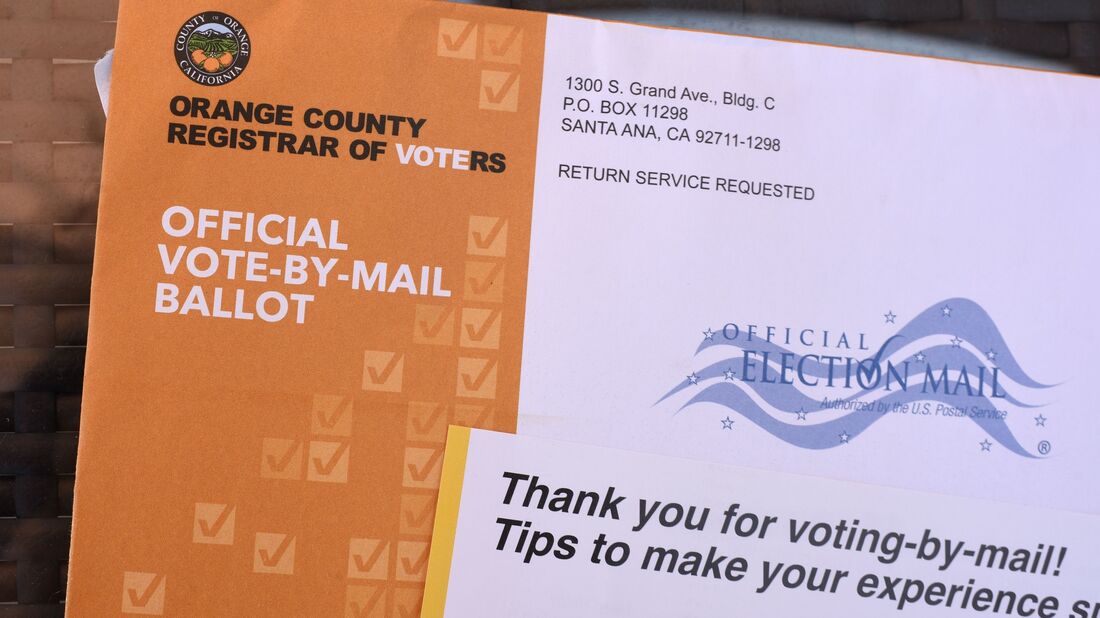 COUNTY OF ORANGE
CALIFORNIA
ORANGE COUNTY
REGISTRAR OF VOTERS
OFFICIAL
VOTE-BY-MAIL
BALLOT
1300 S. Grand Ave., Bldg. C
P.O. BOX 11298
SANTA ANA, CA 92711-1298
RETURN SERVICE REQUESTED
OFFICIAL
ELECTION MAIL
Authorized by the U.S. Postal Service
®
Thank you for voting-by-mail!
Tips to make your experience